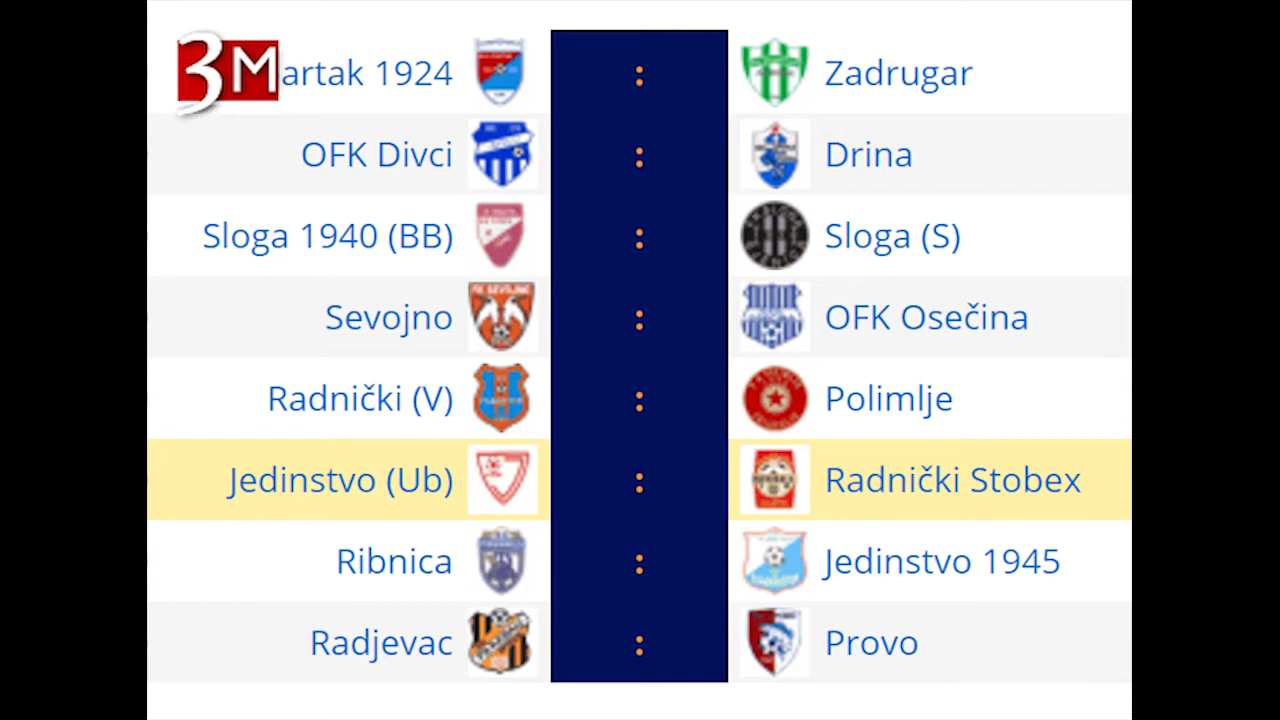 3M
artak 1924 : Zadrugar
OFK Divci : Drina
Sloga 1940 (BB) : Sloga (S)
Sevojno : OFK Osečina
Radnički (V) : Polimlje
Jedinstvo (Ub) : Radnički Stobex
Ribnica : Jedinstvo 1945
Radjevac : Provo